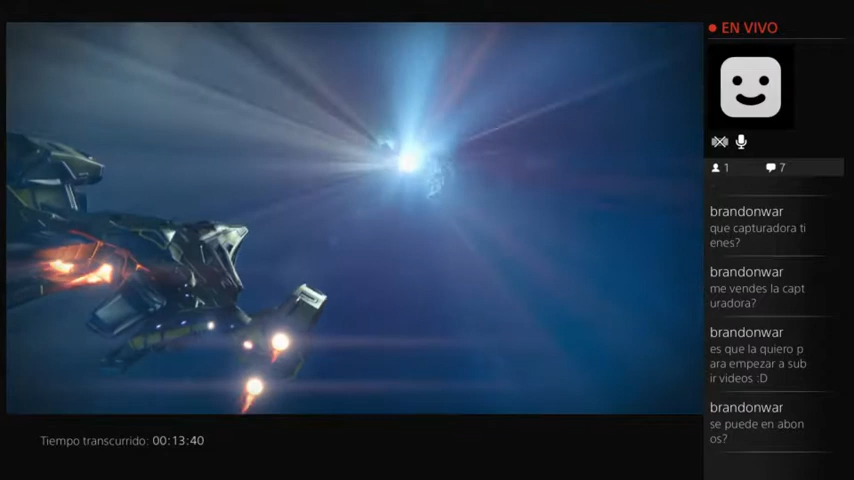 EN VIVO
1
7
brandonwar
que capturadora ti
enes?
brandonwar
me vendes la capt
uradora?
brandonwar
es que la quiero p
ara empezar a sub
ir videos :D
brandonwar
se puede en abon
os?
Tiempo transcurrido: 00:13:40